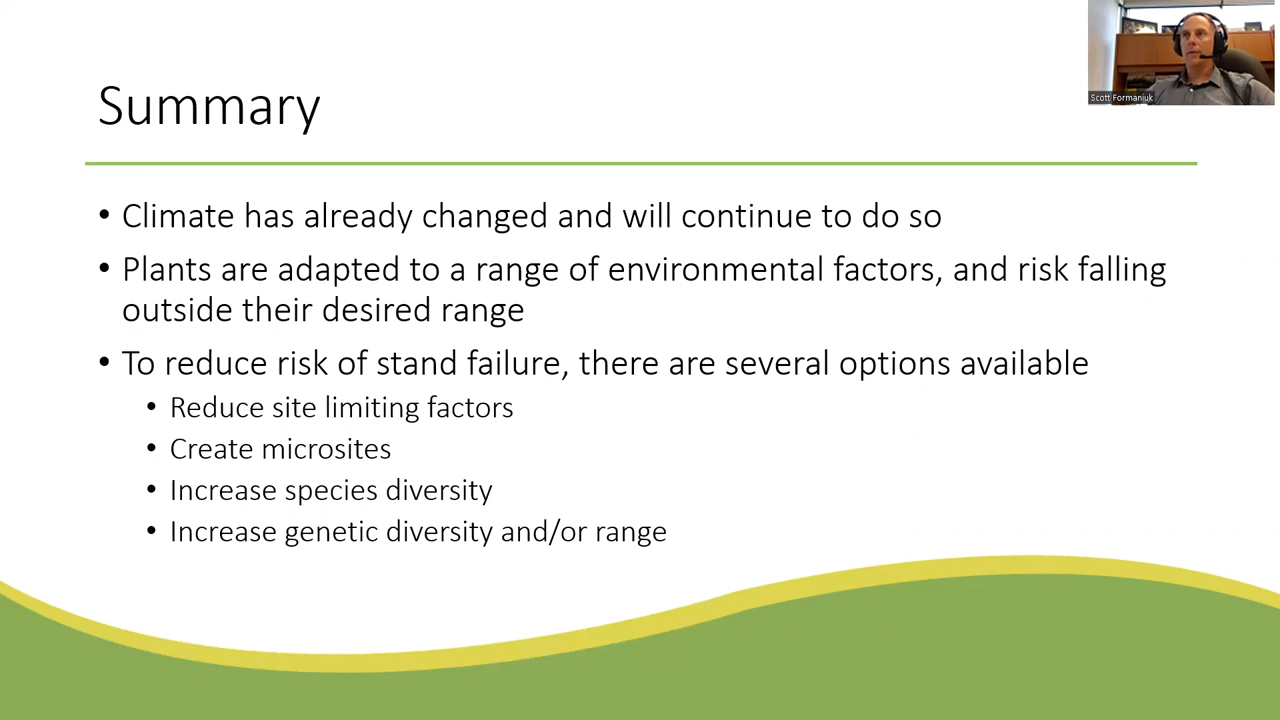 Scott Formaniuk
Summary
• Climate has already changed and will continue to do so
• Plants are adapted to a range of environmental factors, and risk falling
outside their desired range
• To reduce risk of stand failure, there are several options available
• Reduce site limiting factors
• Create microsites
• Increase species diversity
• Increase genetic diversity and/or range